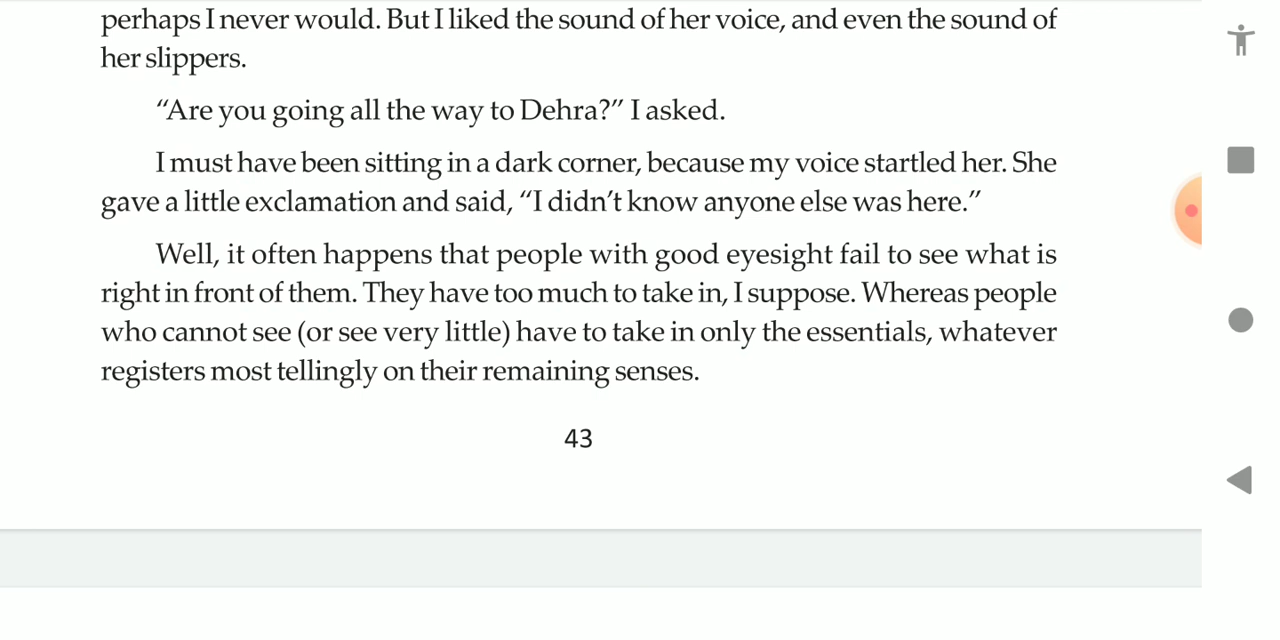 perhaps I never would. But I liked the sound of her voice, and even the sound of
her slippers.
“Are you going all the way to Dehra?” I asked.
I must have been sitting in a dark corner, because my voice startled her. She
gave a little exclamation and said, “I didn’t know anyone else was here.”
Well, it often happens that people with good eyesight fail to see what is
right in front of them. They have too much to take in, I suppose. Whereas people
who cannot see (or see very little) have to take in only the essentials, whatever
registers most tellingly on their remaining senses.
43